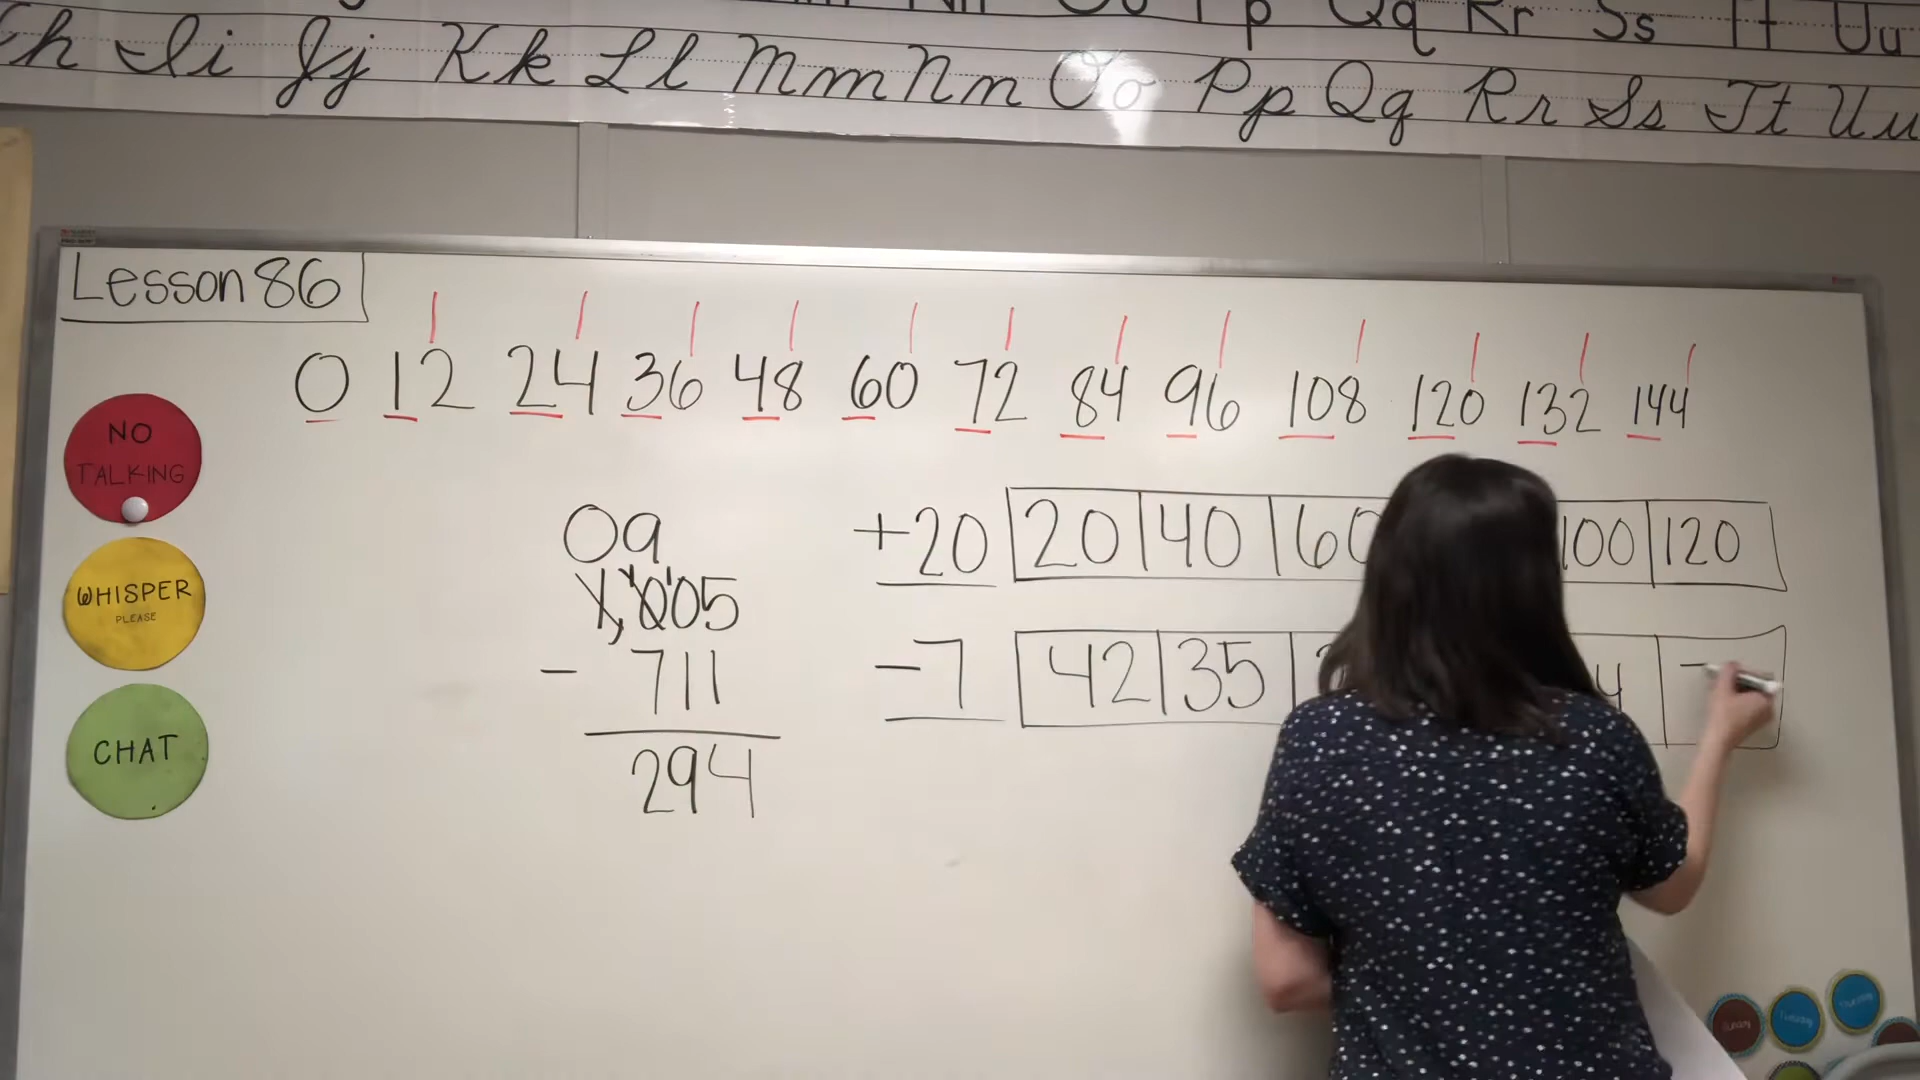 Ii Jj Kk Ll Mm Nn Oo Pp Qq Rr Ss Tt Uu
Lesson 86
0 12 24 36 48 60 72 84 96 108 120 132 144
NO
TALKING
WHISPER
PLEASE
CHAT
09
1,005
- 711
294
+20 20 40 60 100 120
-7 42 35